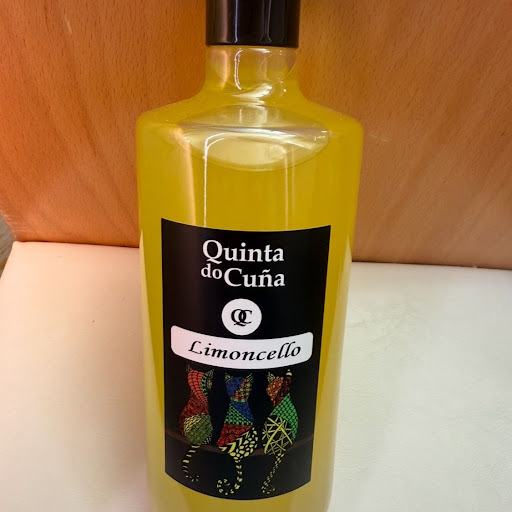 Quinta
do Cuña
QC
Limoncello